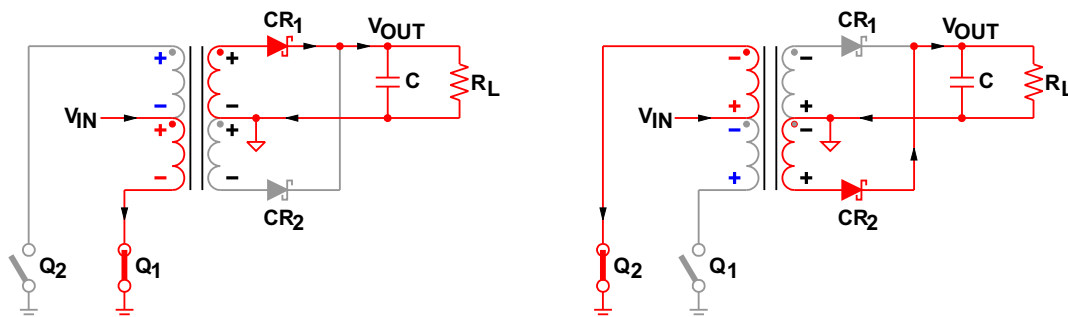 CR1
VOUT
+ +
C
RL
− −
VIN
+ +
− −
CR2
Q2
Q1
CR1
VOUT
− −
C
RL
+ +
VIN
− −
+ +
CR2
Q2
Q1